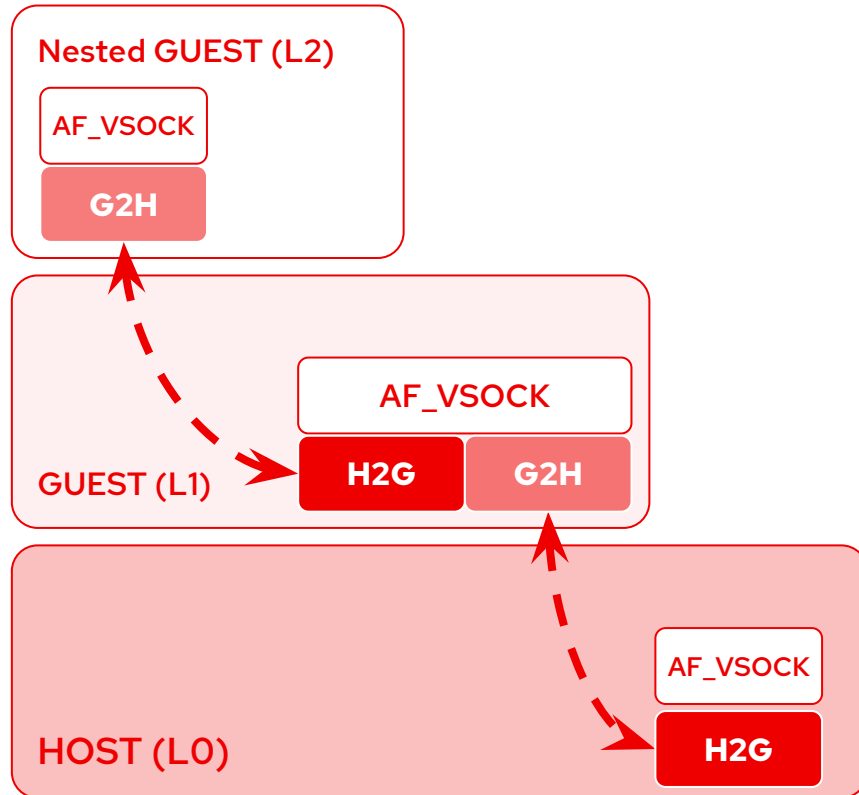 Nested GUEST (L2)
AF_VSOCK
G2H
AF_VSOCK
H2G
G2H
GUEST (L1)
AF_VSOCK
H2G
HOST (L0)